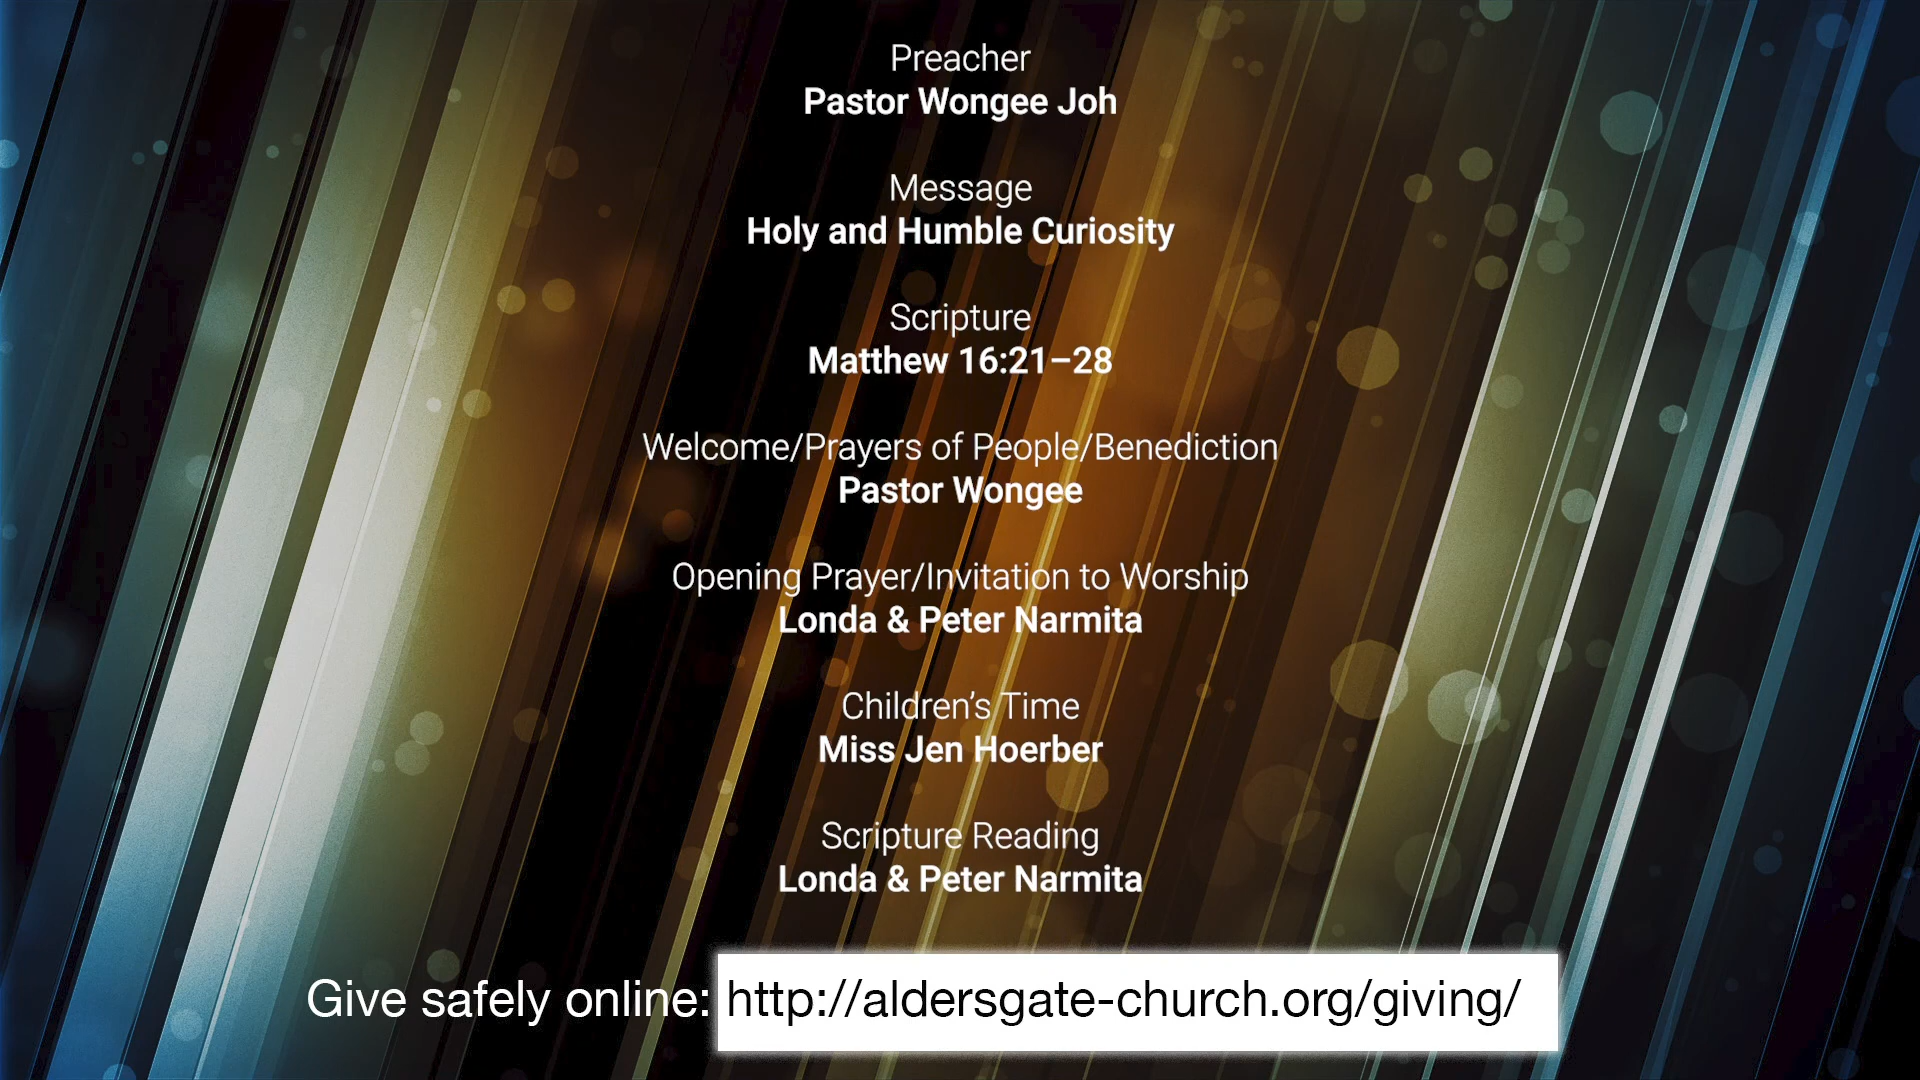 Preacher
Pastor Wongee Joh
Message
Holy and Humble Curiosity
Scripture
Matthew 16:21–28
Welcome/Prayers of People/Benediction
Pastor Wongee
Opening Prayer/Invitation to Worship
Londa & Peter Narmita
Children’s Time
Miss Jen Hoerber
Scripture Reading
Londa & Peter Narmita
Give safely online: http://aldersgate-church.org/giving/